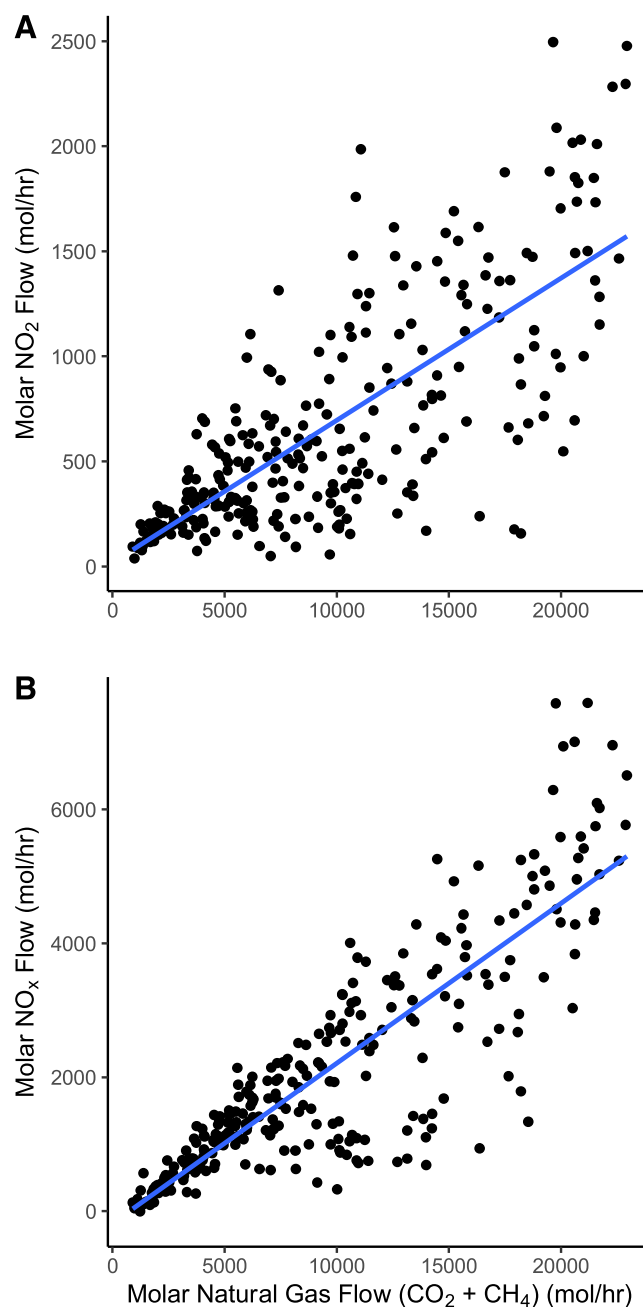 A
Molar NO₂ Flow (mol/hr)
2500
2000
1500
1000
500
0
0 5000 10000 15000 20000
B
Molar NOₓ Flow (mol/hr)
6000
4000
2000
0
0 5000 10000 15000 20000
Molar Natural Gas Flow (CO₂ + CH₄) (mol/hr)